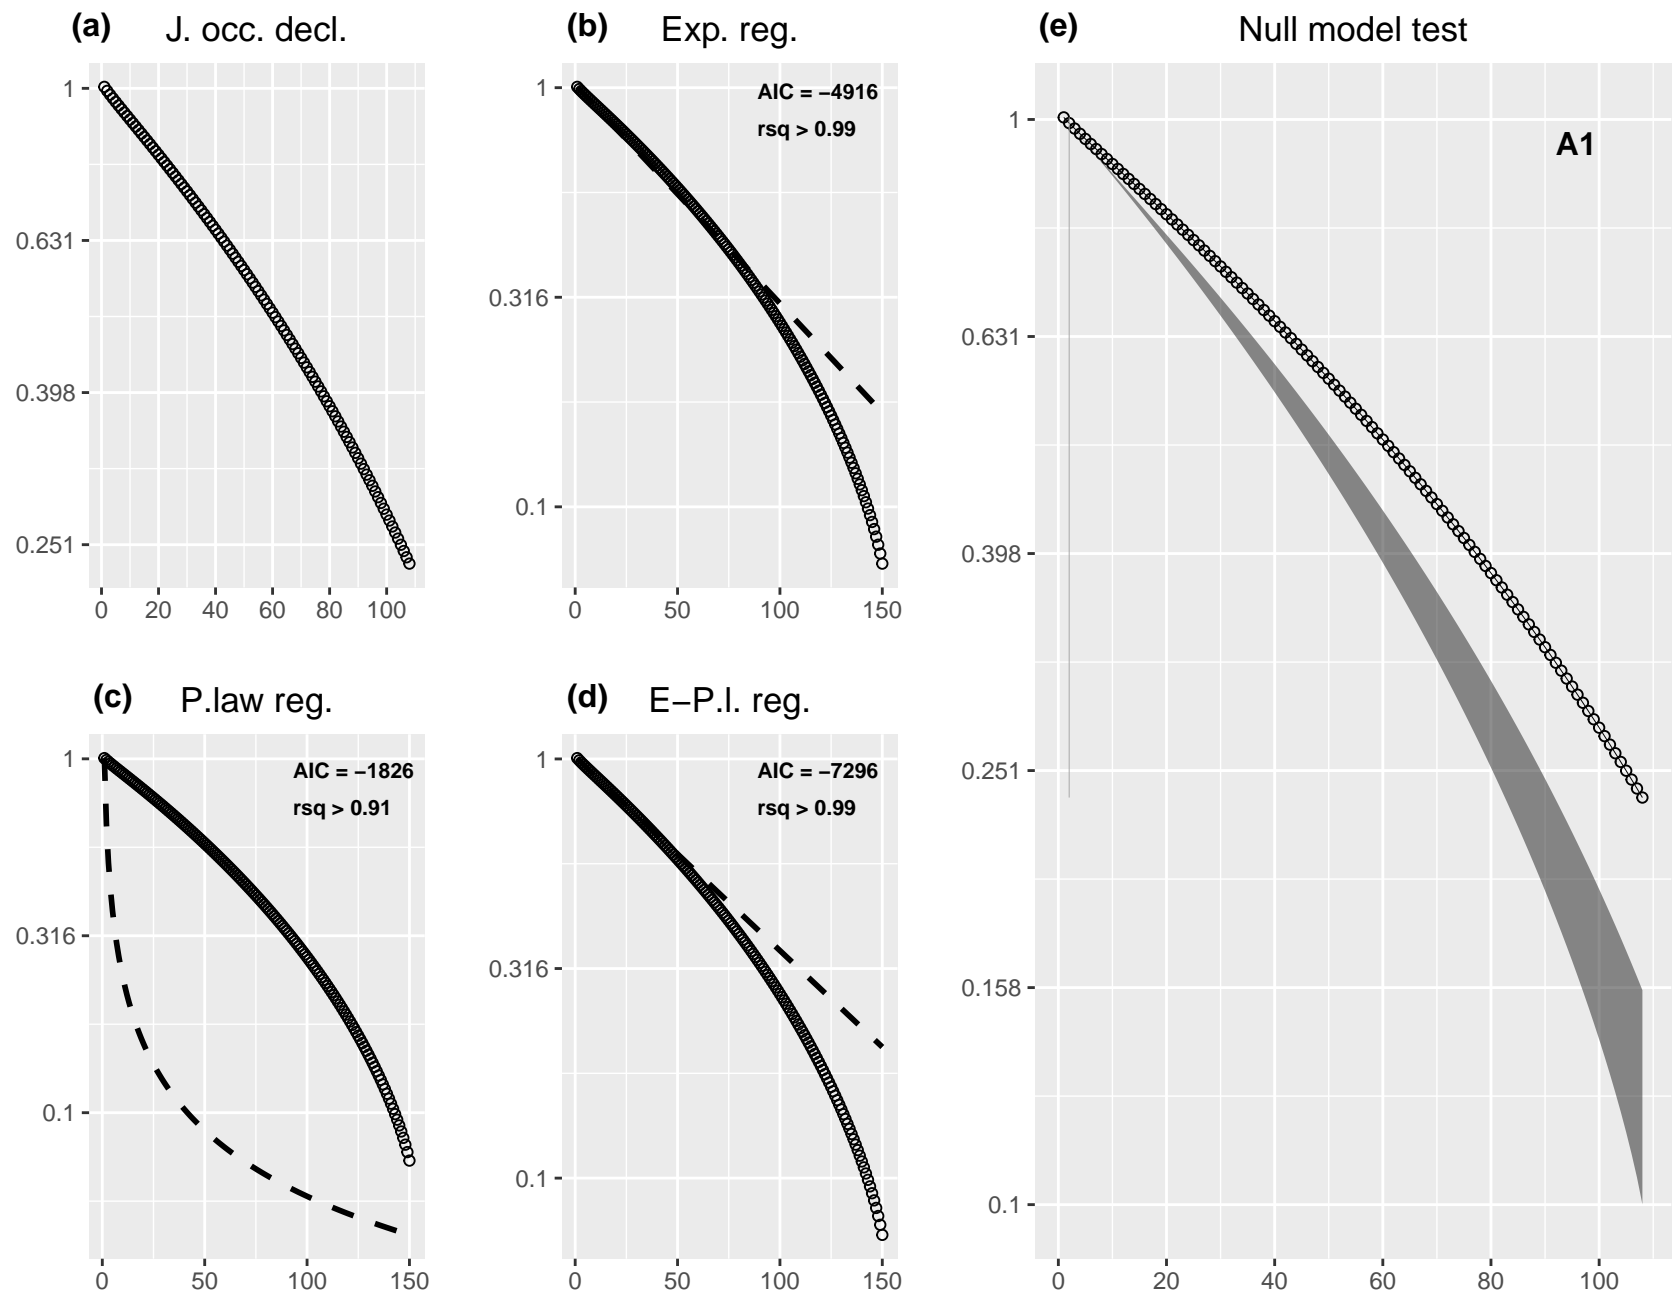 (a) J. occ. decl.
1
0.631
0.398
0.251
0 20 40 60 80 100
(b) Exp. reg.
AIC = −4916
rsq > 0.99
1
0.316
0.1
0 50 100 150
(c) P.law reg.
AIC = −1826
rsq > 0.91
1
0.316
0.1
0 50 100 150
(d) E−P.l. reg.
AIC = −7296
rsq > 0.99
1
0.316
0.1
0 50 100 150
(e) Null model test
A1
1
0.631
0.398
0.251
0.158
0.1
0 20 40 60 80 100